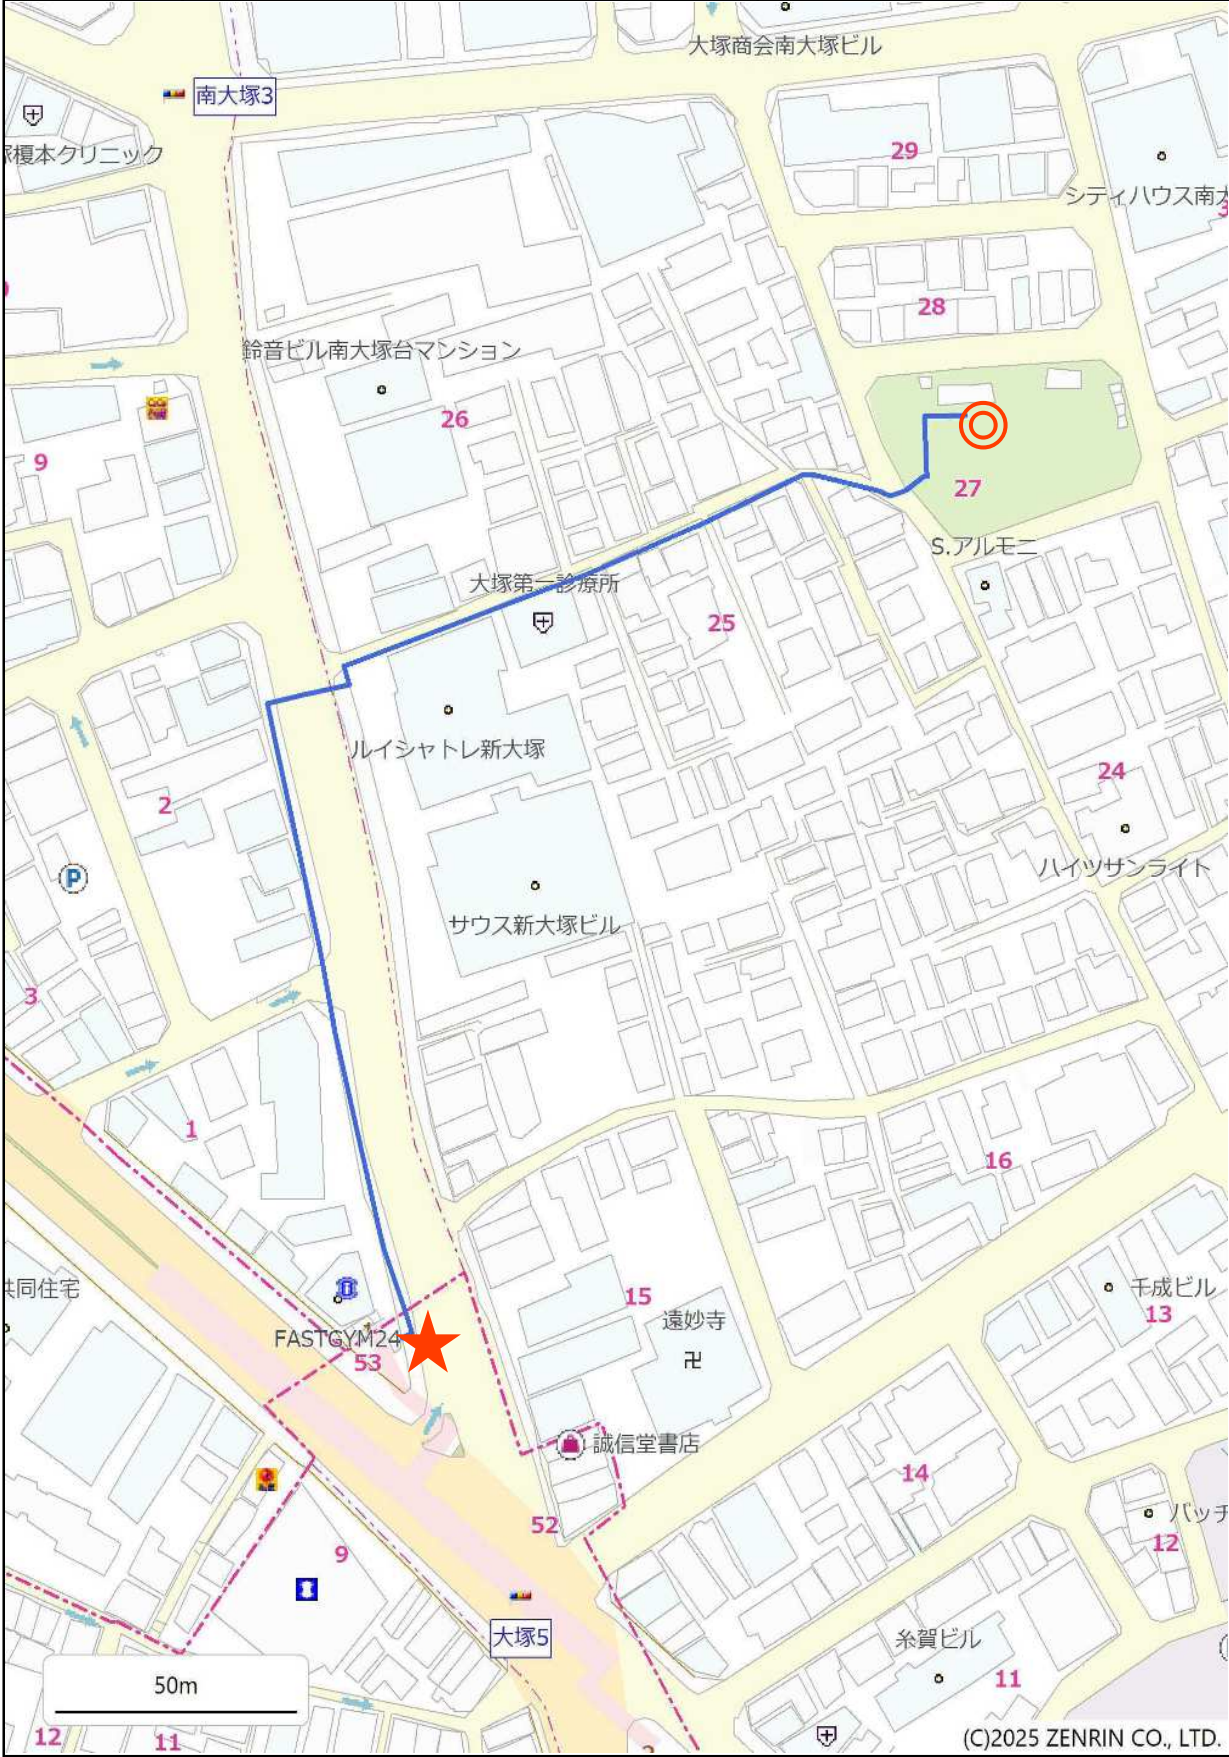 大塚商会南大塚ビル
南大塚3
榎本クリニック
29
シティハウス南大
28
鈴音ビル南大塚台マンション
26
9
27
S.アルモニ
大塚第一診療所
25
ルイシャトレ新大塚
24
2
P
ハイツサンライト
サウス新大塚ビル
3
1
16
共同住宅
15
千成ビル
13
遠妙寺
FASTGYM24
53
卍
誠信堂書店
14
52
バッチ
12
9
大塚5
糸賀ビル
11
50m
12
11
(C)2025 ZENRIN CO., LTD.